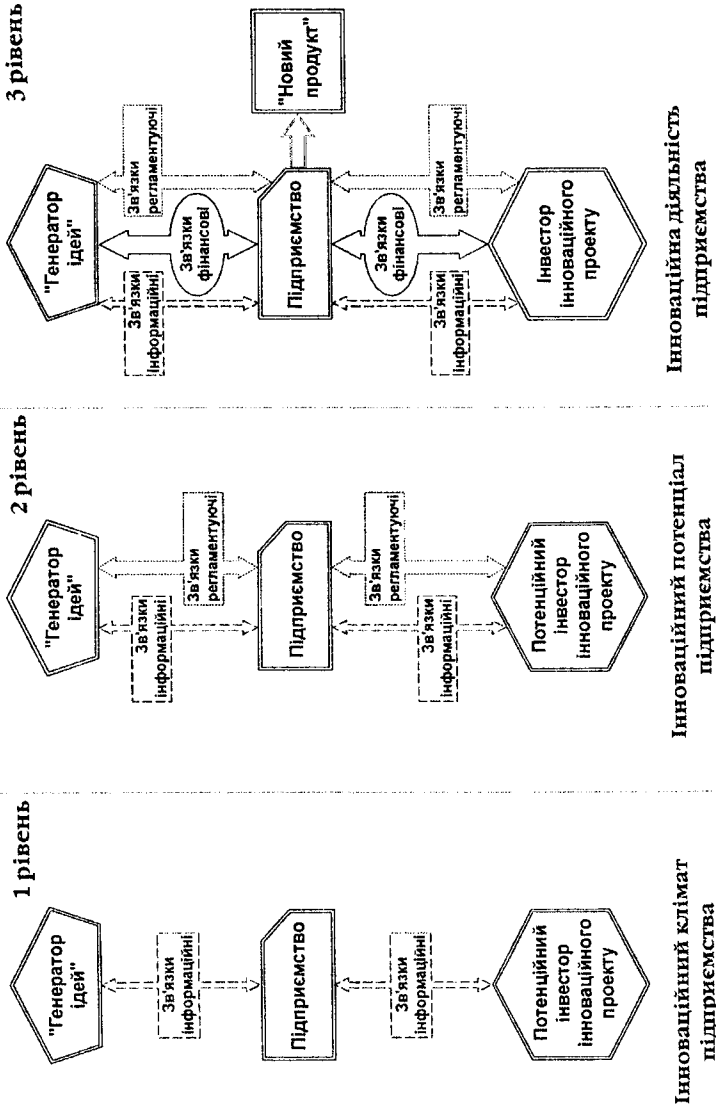 1 рівень
"Генератор
ідей"
Зв'язки
інформаційні
Підприємство
Зв'язки
інформаційні
Потенційний
інвестор
інноваційного
проекту
Інноваційний клімат
підприємства
2 рівень
"Генератор
ідей"
Зв'язки
інформаційні
Зв'язки
регламентуючі
Підприємство
Зв'язки
інформаційні
Зв'язки
регламентуючі
Потенційний
інвестор
інноваційного
проекту
Інноваційний потенціал
підприємства
3 рівень
"Генератор
ідей"
Зв'язки
інформаційні
Зв'язки
фінансові
Зв'язки
регламентуючі
Підприємство
"Новий
продукт"
Зв'язки
інформаційні
Зв'язки
фінансові
Зв'язки
регламентуючі
Інвестор
інноваційного
проекту
Інноваційна діяльність
підприємства